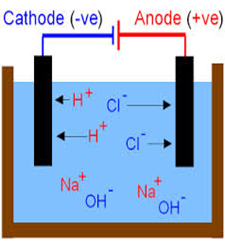 Cathode (-ve) Anode (+ve)
H+ Cl-
H+ Cl-
Na+ Na+
OH- OH-